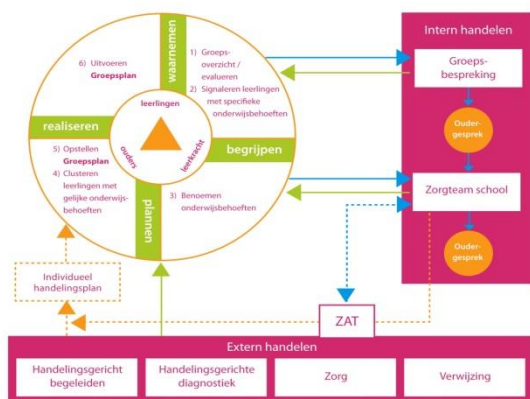 waarnemen
1) Groeps-
overzicht /
evalueren
2) Signaleren leerlingen
met specifieke
onderwijsbehoeften
begrijpen
3) Benoemen
onderwijsbehoeften
plannen
4) Clusteren
leerlingen met
gelijke onderwijs-
behoeften
5) Opstellen
Groepsplan
realiseren
6) Uitvoeren
Groepsplan
leerlingen
ouders
leerkracht
Intern handelen
Groeps-
bespreking
Ouder-
gesprek
Zorgteam school
Ouder-
gesprek
Individueel
handelingsplan
ZAT
Extern handelen
Handelingsgericht
begeleiden
Handelingsgerichte
diagnostiek
Zorg
Verwijzing